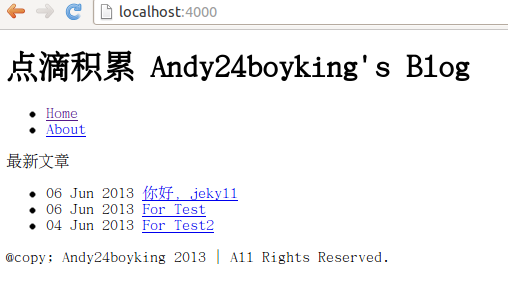 localhost:4000
点滴积累 Andy24boyking's Blog
Home
About
最新文章
06 Jun 2013 你好, jekyll
06 Jun 2013 For Test
04 Jun 2013 For Test2
@copy; Andy24boyking 2013 | All Rights Reserved.